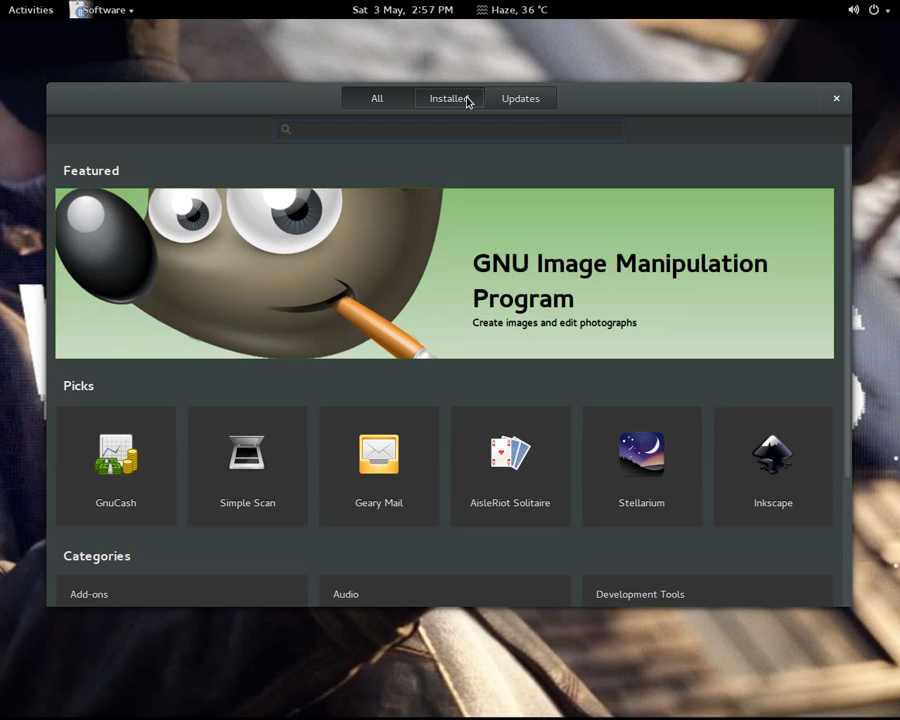 Activities Software Sat 3 May, 2:57 PM Haze, 36 °C
All Installed Updates
Featured
GNU Image Manipulation
Program
Create images and edit photographs
Picks
GnuCash Simple Scan Geary Mail AisleRiot Solitaire Stellarium Inkscape
Categories
Add-ons Audio Development Tools